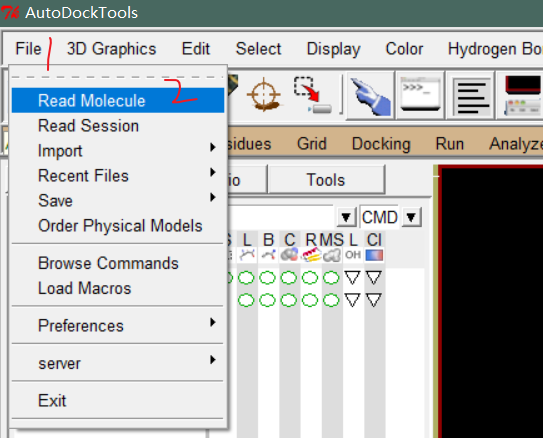 AutoDockTools
File 3D Graphics Edit Select Display Color Hydrogen Bo
1
2
Read Molecule
Read Session
Import
Recent Files
Save
Order Physical Models
Browse Commands
Load Macros
Preferences
server
Exit
sidues Grid Docking Run Analyze
io Tools
CMD
S L B C R MS L Cl
OH